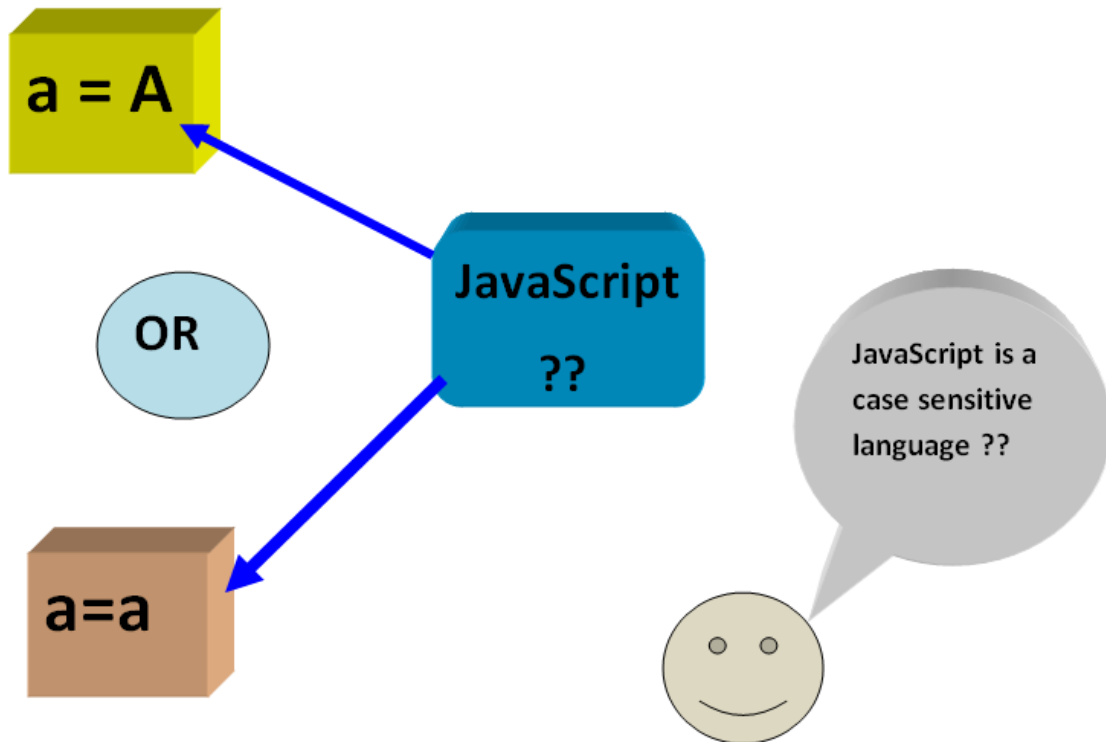 a = A
JavaScript
??
OR
JavaScript is a
case sensitive
language ??
a=a